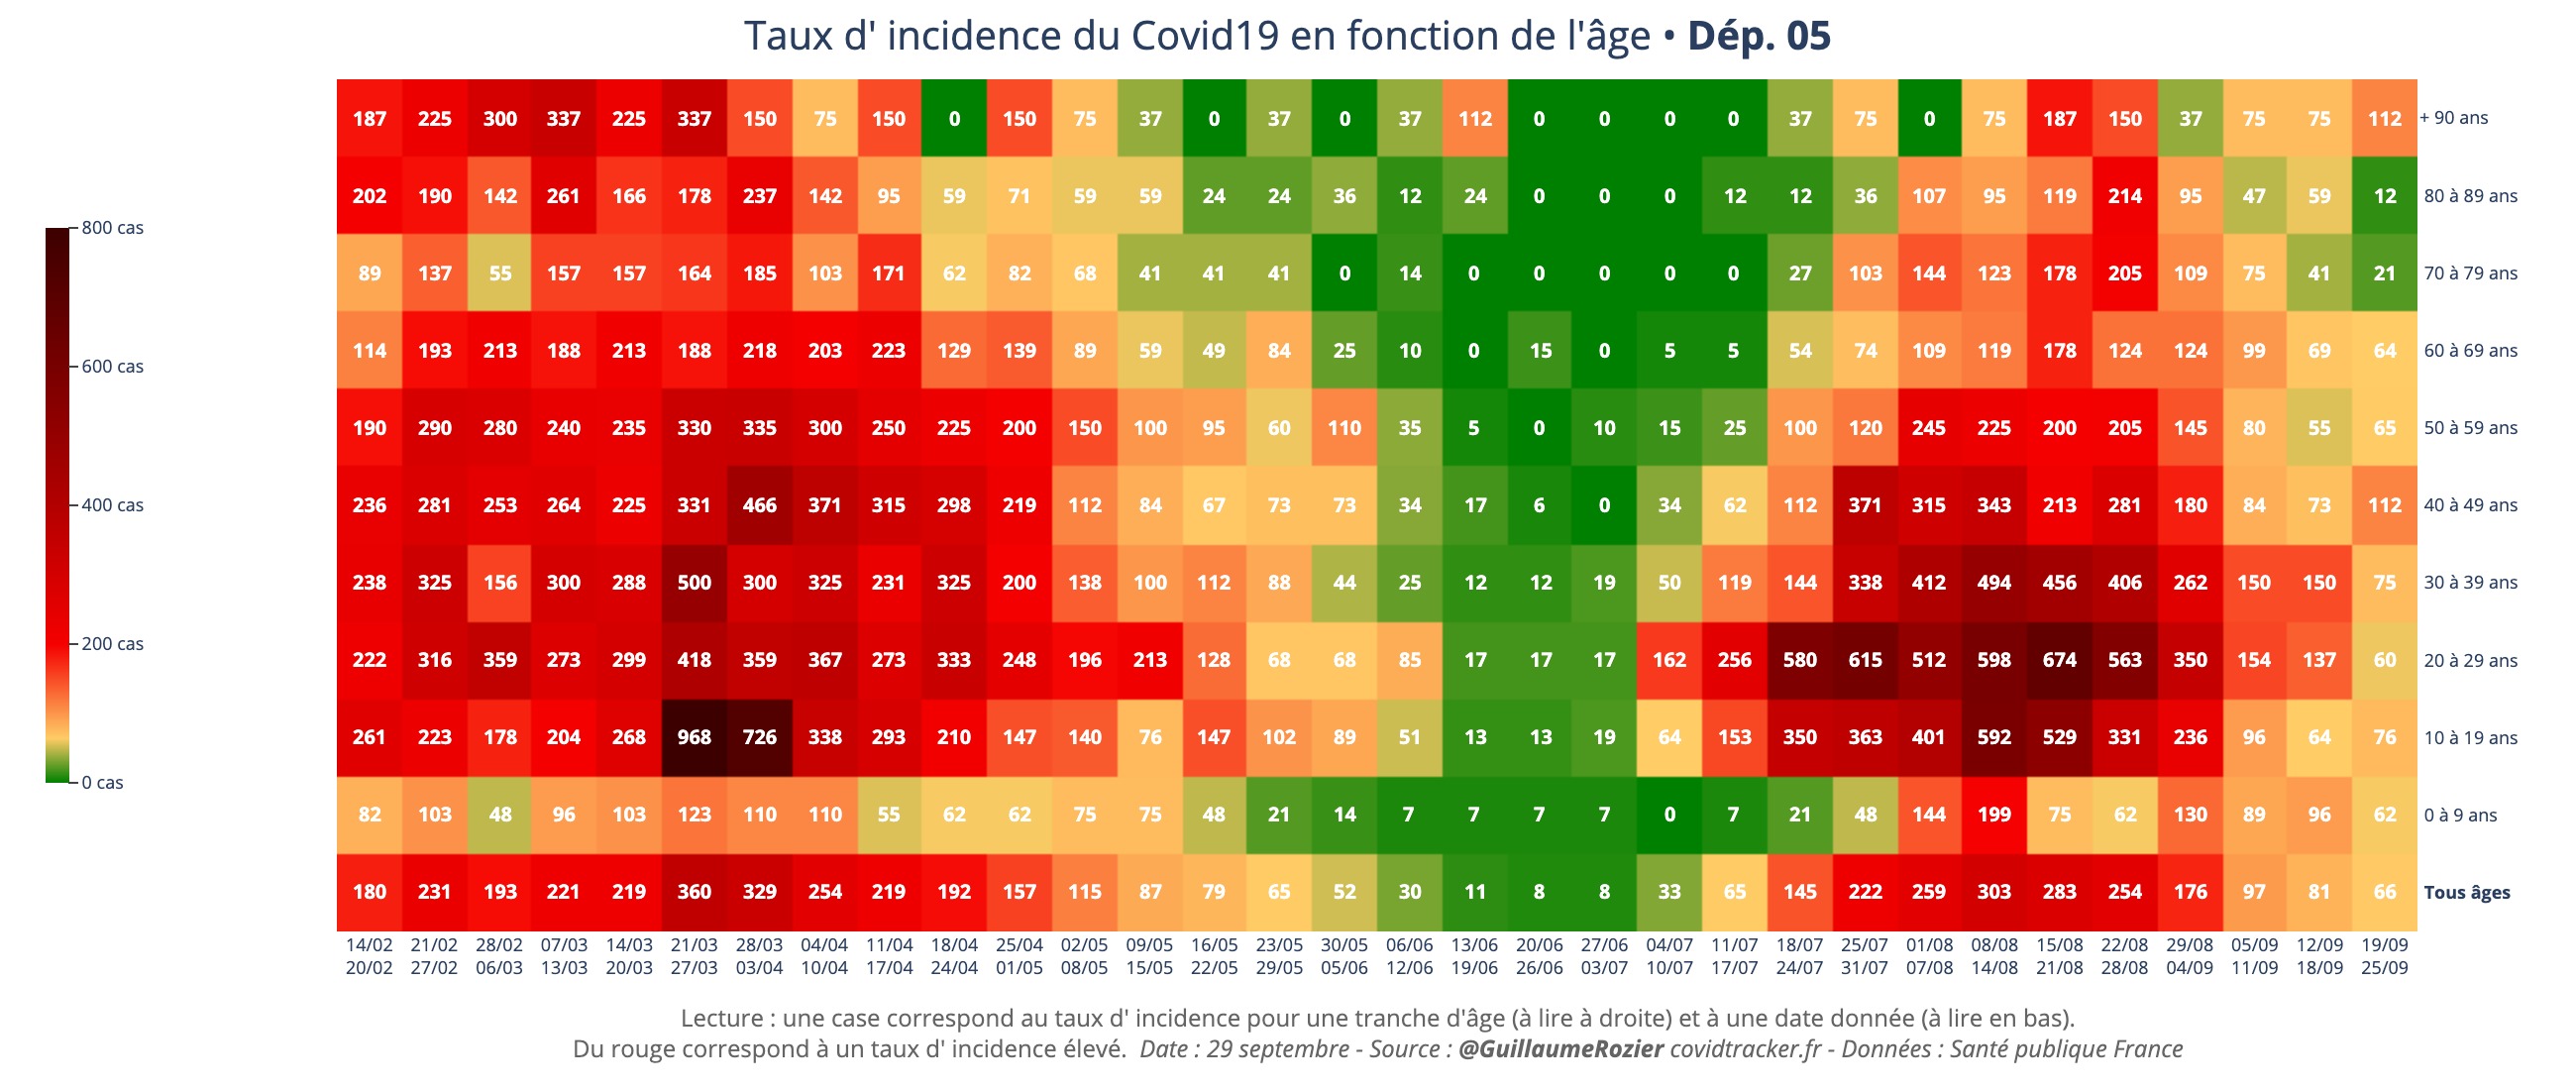 Taux d' incidence du Covid19 en fonction de l'âge • Dép. 05
187 225 300 337 225 337 150 75 150 0 150 75 37 0 37 0 37 112 0 0 0 0 37 75 0 75 187 150 37 75 75 112 + 90 ans
202 190 142 261 166 178 237 142 95 59 71 59 59 24 24 36 12 24 0 0 0 12 12 36 107 95 119 214 95 47 59 12 80 à 89 ans
800 cas
89 137 55 157 157 164 185 103 171 62 82 68 41 41 41 0 14 0 0 0 0 0 27 103 144 123 178 205 109 75 41 21 70 à 79 ans
114 193 213 188 213 188 218 203 223 129 139 89 59 49 84 25 10 0 15 0 5 5 54 74 109 119 178 124 124 99 69 64 60 à 69 ans
600 cas
190 290 280 240 235 330 335 300 250 225 200 150 100 95 60 110 35 5 0 10 15 25 100 120 245 225 200 205 145 80 55 65 50 à 59 ans
400 cas
236 281 253 264 225 331 466 371 315 298 219 112 84 67 73 73 34 17 6 0 34 62 112 371 315 343 213 281 180 84 73 112 40 à 49 ans
238 325 156 300 288 500 300 325 231 325 200 138 100 112 88 44 25 12 12 19 50 119 144 338 412 494 456 406 262 150 150 75 30 à 39 ans
200 cas
222 316 359 273 299 418 359 367 273 333 248 196 213 128 68 68 85 17 17 17 162 256 580 615 512 598 674 563 350 154 137 60 20 à 29 ans
261 223 178 204 268 968 726 338 293 210 147 140 76 147 102 89 51 13 13 19 64 153 350 363 401 592 529 331 236 96 64 76 10 à 19 ans
0 cas
82 103 48 96 103 123 110 110 55 62 62 75 75 48 21 14 7 7 7 7 0 7 21 48 144 199 75 62 130 89 96 62 0 à 9 ans
180 231 193 221 219 360 329 254 219 192 157 115 87 79 65 52 30 11 8 8 33 65 145 222 259 303 283 254 176 97 81 66 Tous âges
14/02 21/02 28/02 07/03 14/03 21/03 28/03 04/04 11/04 18/04 25/04 02/05 09/05 16/05 23/05 30/05 06/06 13/06 20/06 27/06 04/07 11/07 18/07 25/07 01/08 08/08 15/08 22/08 29/08 05/09 12/09 19/09
20/02 27/02 06/03 13/03 20/03 27/03 03/04 10/04 17/04 24/04 01/05 08/05 15/05 22/05 29/05 05/06 12/06 19/06 26/06 03/07 10/07 17/07 24/07 31/07 07/08 14/08 21/08 28/08 04/09 11/09 18/09 25/09
Lecture : une case correspond au taux d' incidence pour une tranche d'âge (à lire à droite) et à une date donnée (à lire en bas).
Du rouge correspond à un taux d' incidence élevé. Date : 29 septembre - Source : @GuillaumeRozier covidtracker.fr - Données : Santé publique France